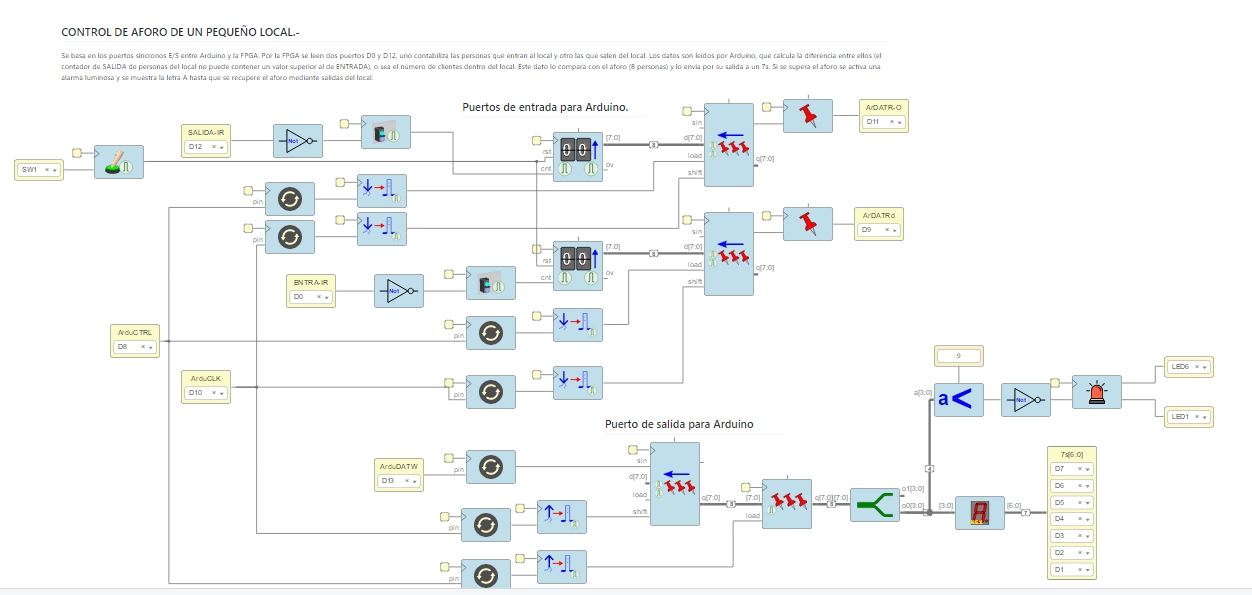 CONTROL DE AFORO DE UN PEQUEÑO LOCAL.-
Se basa en los puertos síncronos E/S entre Arduino y la FPGA. Por la FPGA se leen dos puertos D0 y D12, uno contabiliza las personas que entran al local y otro las que salen del local. Los datos son leídos por Arduino, que calcula la diferencia entre ellos (el
contador de SALIDA de personas del local no puede contener un valor superior al de ENTRADA), o sea el número de clientes dentro del local. Este dato lo compara con el aforo (8 personas) y lo envía por su salida a un 7s. Si se supera el aforo se activa una
alarma luminosa y se muestra la letra A hasta que se recupere el aforo mediante salidas del local.
Puertos de entrada para Arduino.
SALIDA-IR
D12
Not
SW1
rst
cnt
[7:0]
ov
8
sin
d[7:0]
load
shift
q[7:0]
ArDATR-O
D11
pin
pin
ENTRA-IR
D0
Not
rst
cnt
[7:0]
ov
8
sin
d[7:0]
load
shift
q[7:0]
ArDATRd
D9
ArduCTRL
D8
pin
ArduCLK
D10
pin
9
a[3:0]
a<
Not
LED6
LED1
Puerto de salida para Arduino
ArduDATW
D13
pin
sin
d[7:0]
load
shift
q[7:0]
8
[7:0]
load
q[7:0]
8
[7:0]
o1[3:0]
o0[3:0]
4
[3:0]
[6:0]
7
7s[6:0]
D7
D6
D5
D4
D3
D2
D1
pin
pin